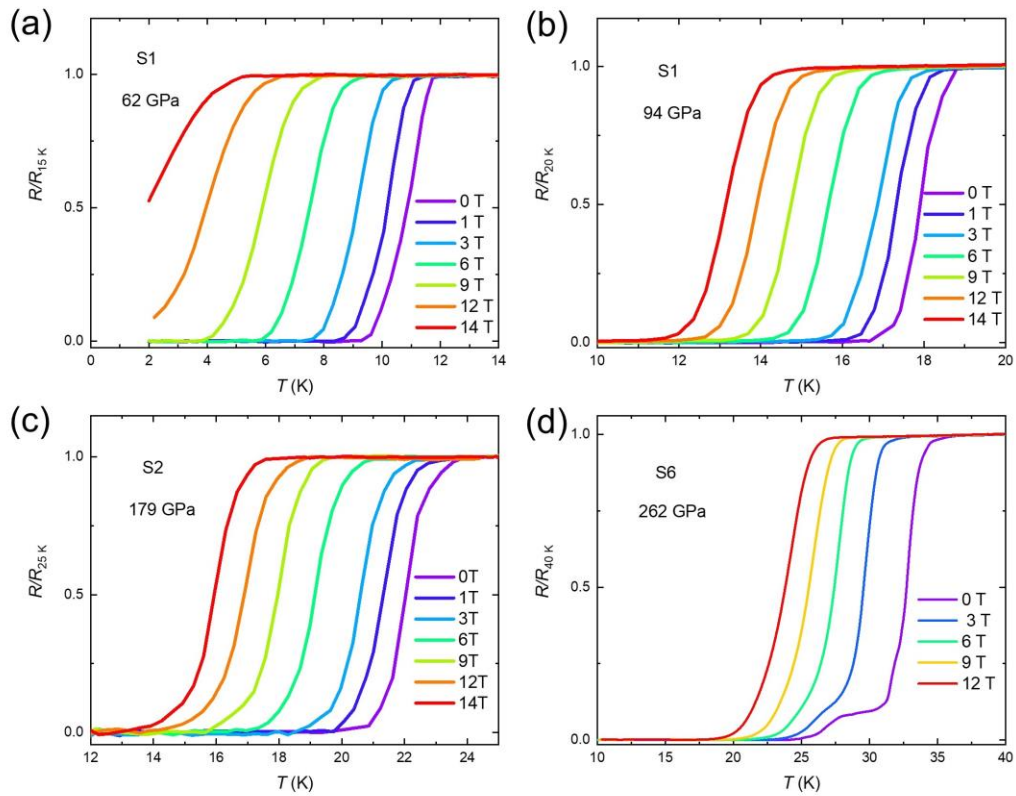 (a)
S1
62 GPa
R/R15 K
1.0
0.5
0.0
0 T
1 T
3 T
6 T
9 T
12 T
14 T
0 2 4 6 8 10 12 14
T (K)
(b)
S1
94 GPa
R/R20 K
1.0
0.5
0.0
0 T
1 T
3 T
6 T
9 T
12 T
14 T
10 12 14 16 18 20
T (K)
(c)
S2
179 GPa
R/R25 K
1.0
0.5
0.0
0T
1T
3T
6T
9T
12T
14T
12 14 16 18 20 22 24
T (K)
(d)
S6
262 GPa
R/R40 K
1.0
0.5
0.0
0 T
3 T
6 T
9 T
12 T
10 15 20 25 30 35 40
T (K)